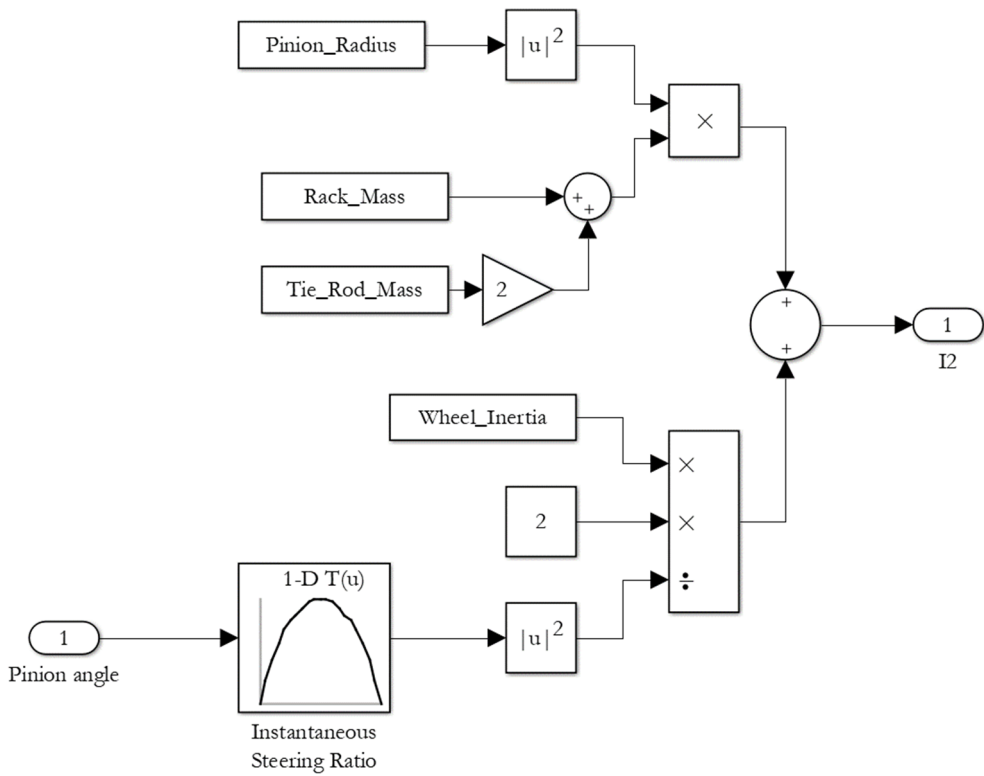 Pinion_Radius
|u|²
×
Rack_Mass
+
+
Tie_Rod_Mass
2
+
+
1
I2
Wheel_Inertia
×
2
×
÷
1-D T(u)
|u|²
1
Pinion angle
Instantaneous
Steering Ratio